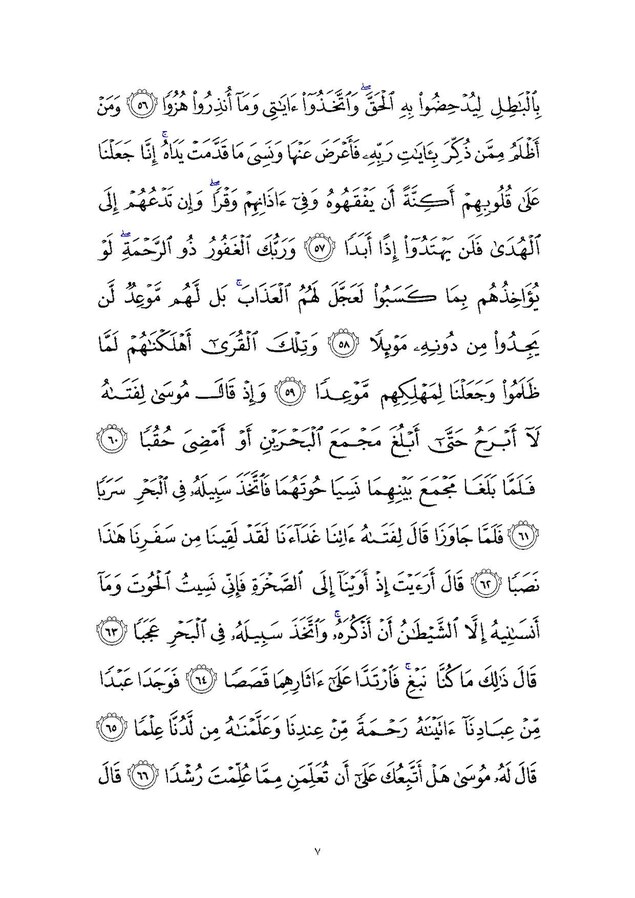 بِٱلْبَٰطِلِ لِيُدْحِضُوا۟ بِهِ ٱلْحَقَّ ۖ وَٱتَّخَذُوٓا۟ ءَايَٰتِى وَمَآ أُنذِرُوا۟ هُزُوًا ۝٥٦ وَمَنْ
أَظْلَمُ مِمَّن ذُكِّرَ بِـَٔايَٰتِ رَبِّهِۦ فَأَعْرَضَ عَنْهَا وَنَسِىَ مَا قَدَّمَتْ يَدَاهُ ۚ إِنَّا جَعَلْنَا
عَلَىٰ قُلُوبِهِمْ أَكِنَّةً أَن يَفْقَهُوهُ وَفِىٓ ءَاذَانِهِمْ وَقْرًا ۖ وَإِن تَدْعُهُمْ إِلَى
ٱلْهُدَىٰ فَلَن يَهْتَدُوٓا۟ إِذًا أَبَدًا ۝٥٧ وَرَبُّكَ ٱلْغَفُورُ ذُو ٱلرَّحْمَةِ ۖ لَوْ
يُؤَاخِذُهُم بِمَا كَسَبُوا۟ لَعَجَّلَ لَهُمُ ٱلْعَذَابَ ۚ بَل لَّهُم مَّوْعِدٌ لَّن
يَجِدُوا۟ مِن دُونِهِۦ مَوْئِلًا ۝٥٨ وَتِلْكَ ٱلْقُرَىٰٓ أَهْلَكْنَٰهُمْ لَمَّا
ظَلَمُوا۟ وَجَعَلْنَا لِمَهْلِكِهِم مَّوْعِدًا ۝٥٩ وَإِذْ قَالَ مُوسَىٰ لِفَتَىٰهُ
لَآ أَبْرَحُ حَتَّىٰٓ أَبْلُغَ مَجْمَعَ ٱلْبَحْرَيْنِ أَوْ أَمْضِىَ حُقُبًا ۝٦٠
فَلَمَّا بَلَغَا مَجْمَعَ بَيْنِهِمَا نَسِيَا حُوتَهُمَا فَٱتَّخَذَ سَبِيلَهُۥ فِى ٱلْبَحْرِ سَرَبًا
۝٦١ فَلَمَّا جَاوَزَا قَالَ لِفَتَىٰهُ ءَاتِنَا غَدَآءَنَا لَقَدْ لَقِينَا مِن سَفَرِنَا هَٰذَا
نَصَبًا ۝٦٢ قَالَ أَرَءَيْتَ إِذْ أَوَيْنَآ إِلَى ٱلصَّخْرَةِ فَإِنِّى نَسِيتُ ٱلْحُوتَ وَمَآ
أَنسَىٰنِيهُ إِلَّا ٱلشَّيْطَٰنُ أَنْ أَذْكُرَهُۥ ۚ وَٱتَّخَذَ سَبِيلَهُۥ فِى ٱلْبَحْرِ عَجَبًا ۝٦٣
قَالَ ذَٰلِكَ مَا كُنَّا نَبْغِ ۚ فَٱرْتَدَّا عَلَىٰٓ ءَاثَارِهِمَا قَصَصًا ۝٦٤ فَوَجَدَا عَبْدًا
مِّنْ عِبَادِنَآ ءَاتَيْنَٰهُ رَحْمَةً مِّنْ عِندِنَا وَعَلَّمْنَٰهُ مِن لَّدُنَّا عِلْمًا ۝٦٥
قَالَ لَهُۥ مُوسَىٰ هَلْ أَتَّبِعُكَ عَلَىٰٓ أَن تُعَلِّمَنِ مِمَّا عُلِّمْتَ رُشْدًا ۝٦٦ قَالَ
٧